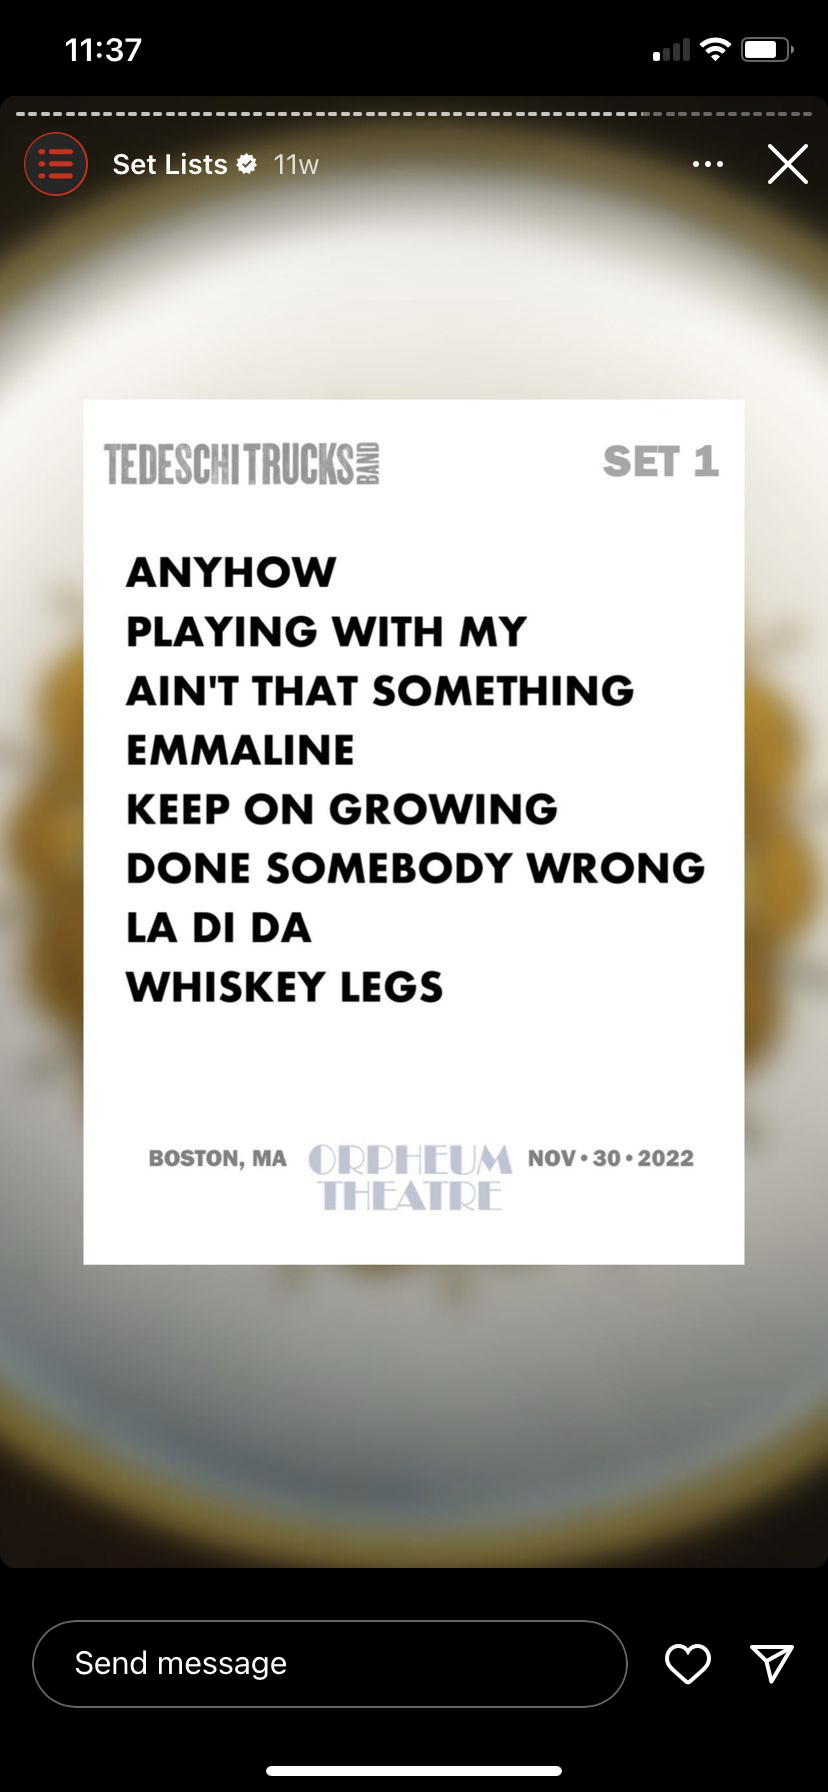 11:37
Set Lists 11w
TEDESCHI TRUCKS BAND SET 1
ANYHOW
PLAYING WITH MY
AIN'T THAT SOMETHING
EMMALINE
KEEP ON GROWING
DONE SOMEBODY WRONG
LA DI DA
WHISKEY LEGS
BOSTON, MA ORPHEUM THEATRE NOV • 30 • 2022
Send message